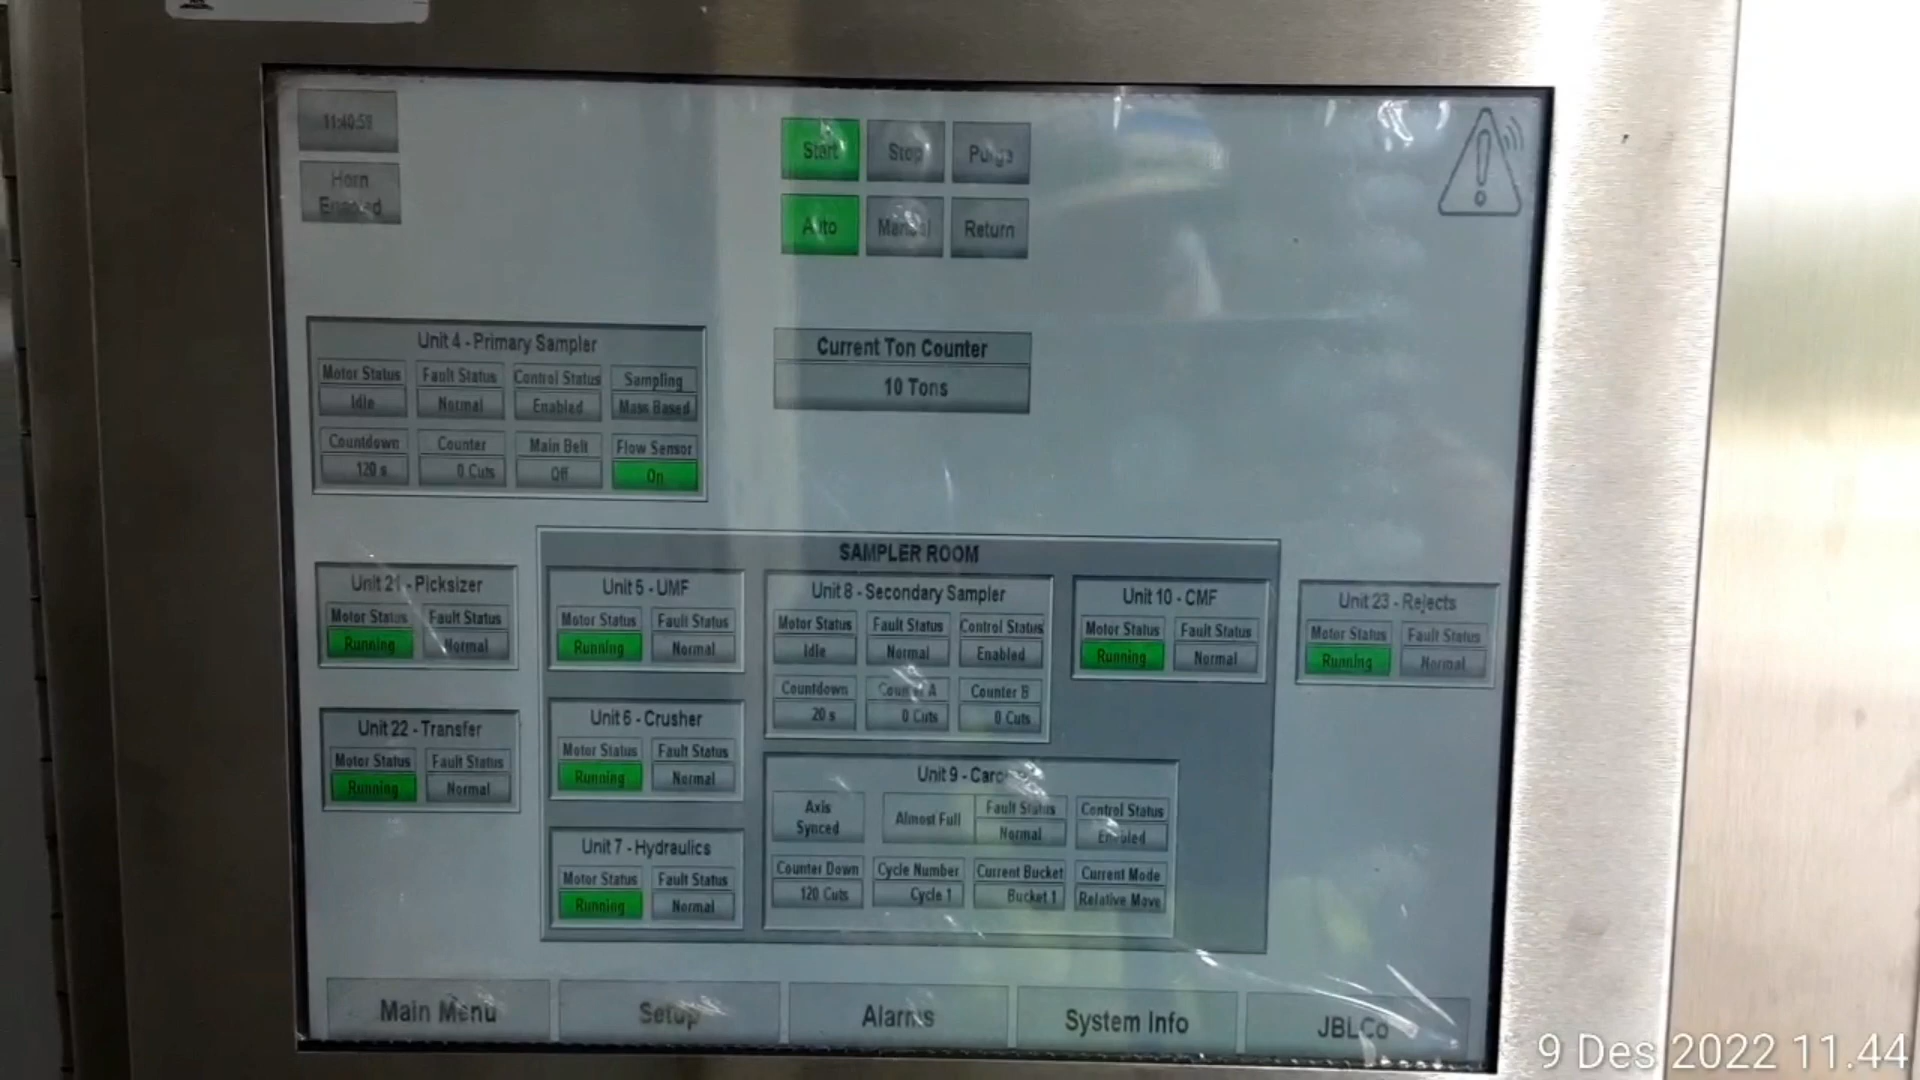 11:40:59
Horn
Enabled
Start Stop Purge
Auto Manual Return
Unit 4 - Primary Sampler
Motor Status Fault Status Control Status Sampling
Idle Normal Enabled Mass Based
Countdown Counter Main Belt Flow Sensor
120 s 0 Cuts Off On
Current Ton Counter
10 Tons
SAMPLER ROOM
Unit 21 - Picksizer
Motor Status Fault Status
Running Normal
Unit 22 - Transfer
Motor Status Fault Status
Running Normal
Unit 5 - UMF
Motor Status Fault Status
Running Normal
Unit 6 - Crusher
Motor Status Fault Status
Running Normal
Unit 7 - Hydraulics
Motor Status Fault Status
Running Normal
Unit 8 - Secondary Sampler
Motor Status Fault Status Control Status
Idle Normal Enabled
Countdown Counter A Counter B
20 s 0 Cuts 0 Cuts
Unit 9 -
Axis
Synced
Almost Full
Fault Status Control Status
Normal Enabled
Counter Down Cycle Number Current Bucket Current Mode
120 Cuts Cycle 1 Bucket 1 Relative Move
Unit 10 - CMF
Motor Status Fault Status
Running Normal
Unit 23 - Rejects
Motor Status Fault Status
Running Normal
Main Menu Setup Alarms System Info JBLCo
9 Des 2022 11.44